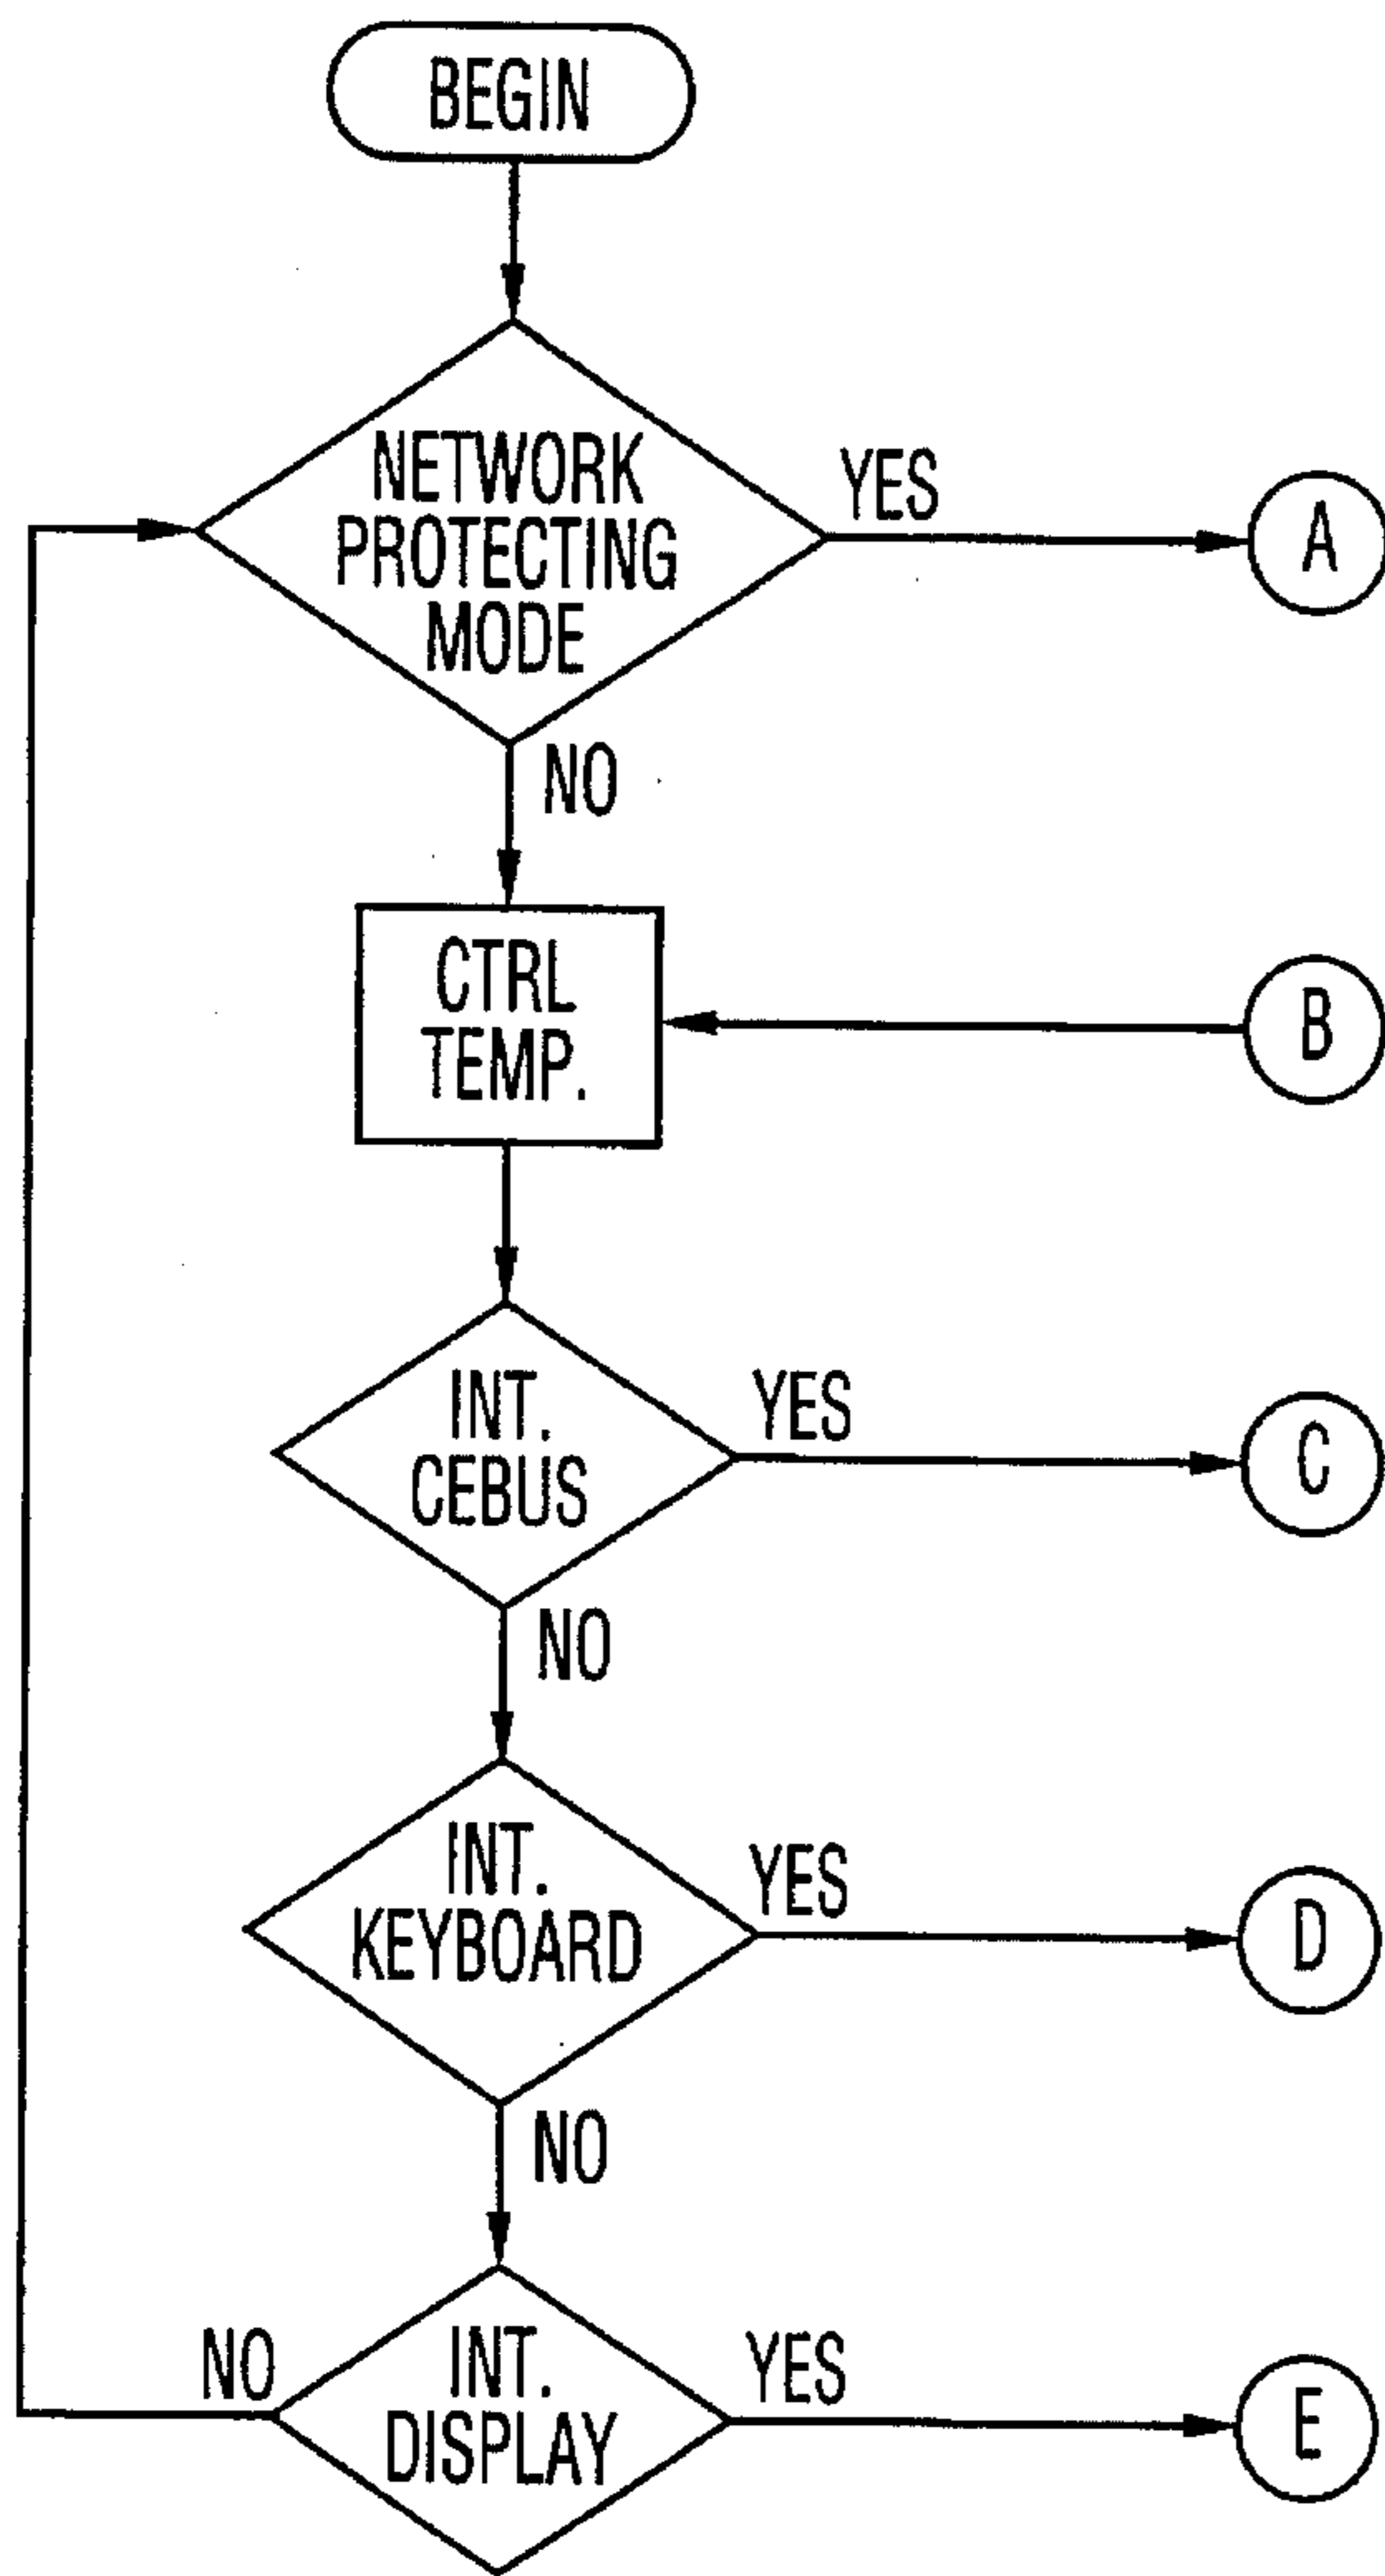 BEGIN
NETWORK
PROTECTING
MODE
YES
A
NO
CTRL
TEMP.
B
INT.
CEBUS
YES
C
NO
INT.
KEYBOARD
YES
D
NO
INT.
DISPLAY
NO
YES
E